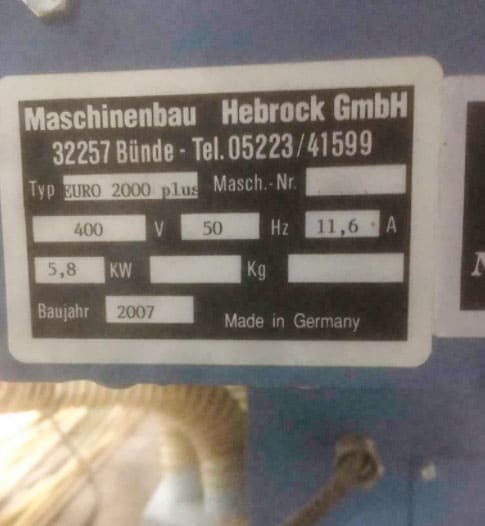 Maschinenbau Hebrock GmbH
32257 Bünde - Tel. 05223/41599
Typ EURO 2000 plus Masch.-Nr.
400 V 50 Hz 11,6 A
5,8 KW Kg
Baujahr 2007 Made in Germany